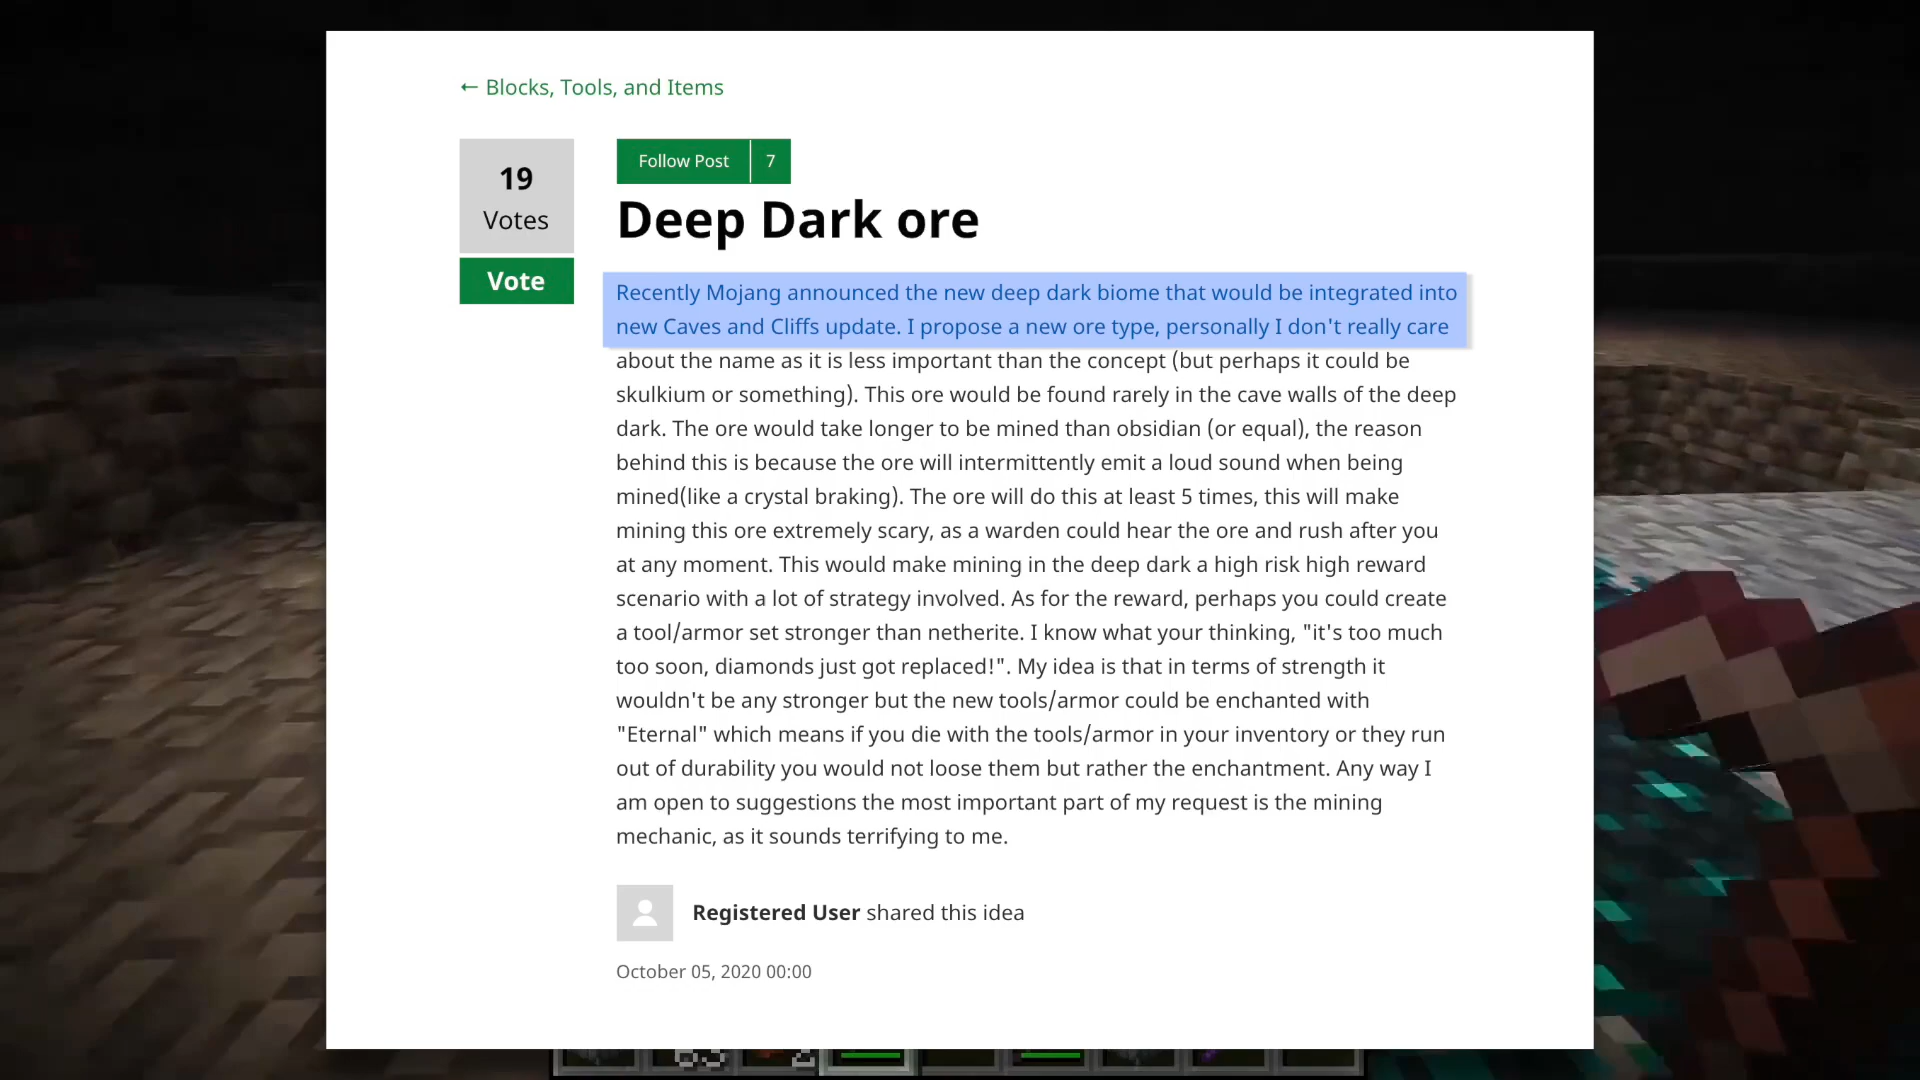 ← Blocks, Tools, and Items
19
Votes
Vote
Follow Post 7
Deep Dark ore
Recently Mojang announced the new deep dark biome that would be integrated into
new Caves and Cliffs update. I propose a new ore type, personally I don't really care
about the name as it is less important than the concept (but perhaps it could be
skulkium or something). This ore would be found rarely in the cave walls of the deep
dark. The ore would take longer to be mined than obsidian (or equal), the reason
behind this is because the ore will intermittently emit a loud sound when being
mined(like a crystal braking). The ore will do this at least 5 times, this will make
mining this ore extremely scary, as a warden could hear the ore and rush after you
at any moment. This would make mining in the deep dark a high risk high reward
scenario with a lot of strategy involved. As for the reward, perhaps you could create
a tool/armor set stronger than netherite. I know what your thinking, "it's too much
too soon, diamonds just got replaced!". My idea is that in terms of strength it
wouldn't be any stronger but the new tools/armor could be enchanted with
"Eternal" which means if you die with the tools/armor in your inventory or they run
out of durability you would not loose them but rather the enchantment. Any way I
am open to suggestions the most important part of my request is the mining
mechanic, as it sounds terrifying to me.
Registered User shared this idea
October 05, 2020 00:00
63 2